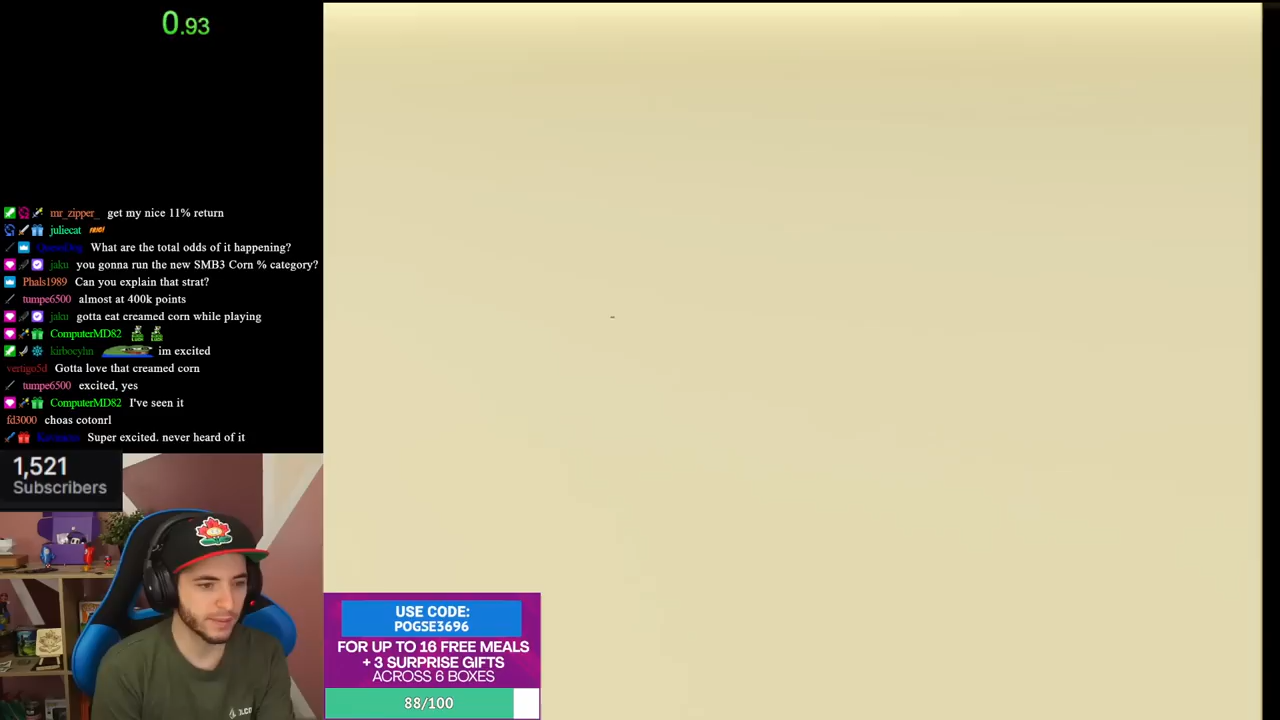 0.93
mr_zipper_ get my nice 11% return
juliecat
What are the total odds of it happening?
jaku you gonna run the new SMB3 Corn % category?
Phals1989 Can you explain that strat?
tumpe6500 almost at 400k points
jaku gotta eat creamed corn while playing
ComputerMD82
kirbocyhn im excited
vertigo5d Gotta love that creamed corn
tumpe6500 excited, yes
ComputerMD82 I've seen it
fd3000 choas cotonrl
Super excited. never heard of it
1,521
Subscribers
USE CODE:
POGSE3696
FOR UP TO 16 FREE MEALS
+ 3 SURPRISE GIFTS
ACROSS 6 BOXES
88/100